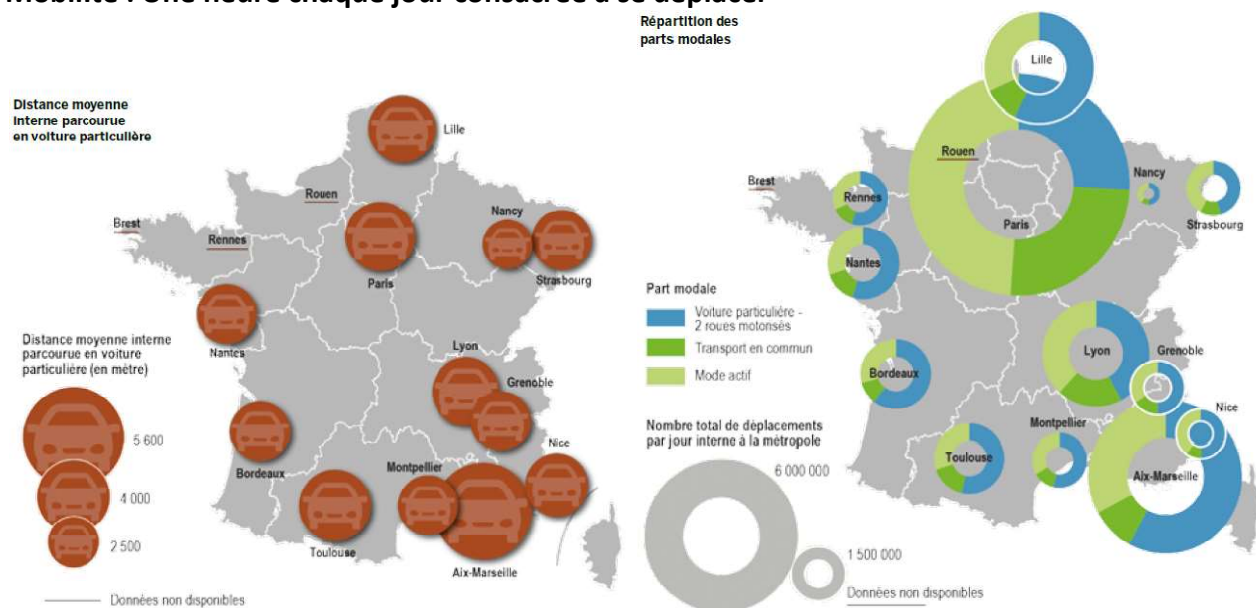 Mobilité : Une heure chaque jour consacrée à se déplacer
Distance moyenne
interne parcourue
en voiture particulière
Lille
Rouen
Brest
Rennes
Paris
Nancy
Strasbourg
Nantes
Lyon
Grenoble
Bordeaux
Nice
Montpellier
Toulouse
Aix-Marseille
Distance moyenne interne
parcourue en voiture
particulière (en mètre)
5 600
4 000
2 500
Données non disponibles
Répartition des
parts modales
Lille
Rouen
Nancy
Brest
Rennes
Strasbourg
Paris
Nantes
Lyon
Grenoble
Bordeaux
Nice
Montpellier
Toulouse
Aix-Marseille
Part modale
Voiture particulière -
2 roues motorisés
Transport en commun
Mode actif
Nombre total de déplacements
par jour interne à la métropole
6 000 000
1 500 000
Données non disponibles